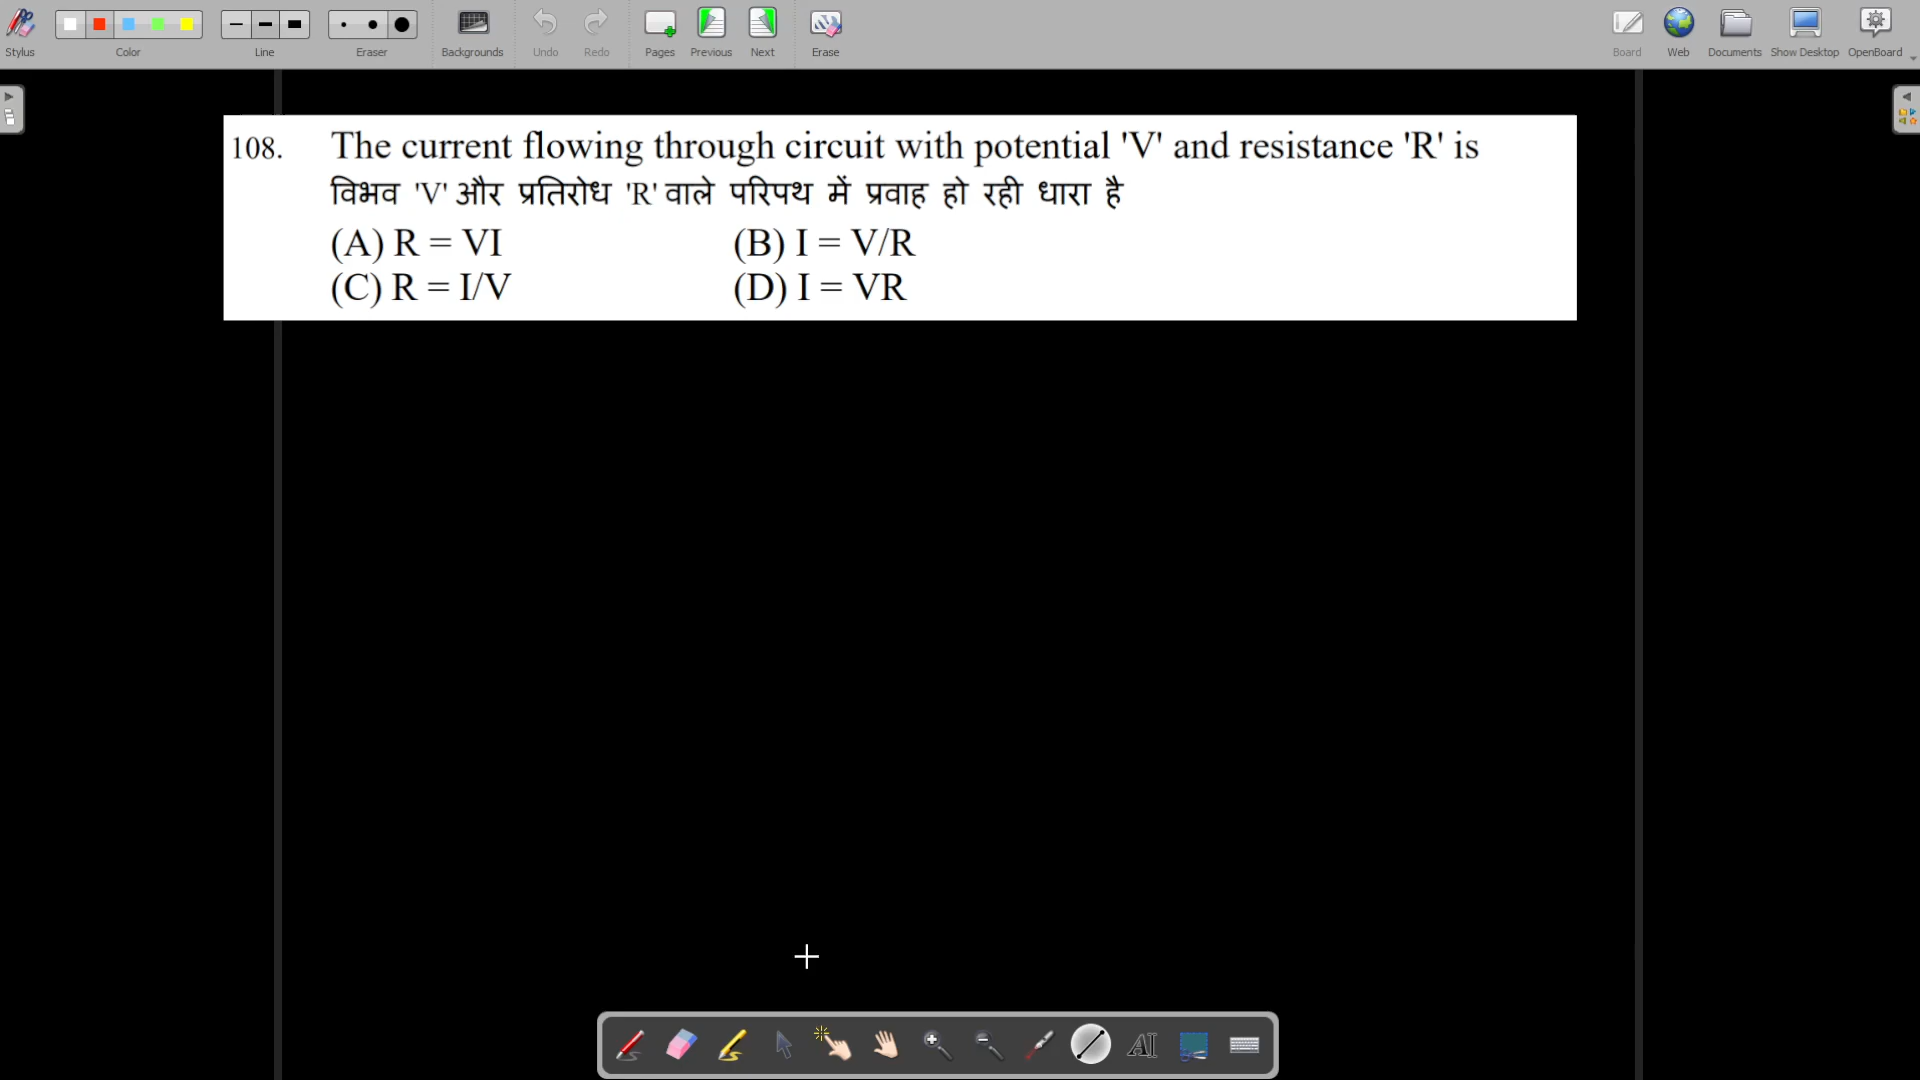 Stylus Color Line Eraser Backgrounds Undo Redo Pages Previous Next Erase Board Web Documents Show Desktop OpenBoard
108. The current flowing through circuit with potential 'V' and resistance 'R' is
विभव 'V' और प्रतिरोध 'R' वाले परिपथ में प्रवाह हो रही धारा है
(A) R = VI (B) I = V/R
(C) R = I/V (D) I = VR
AI